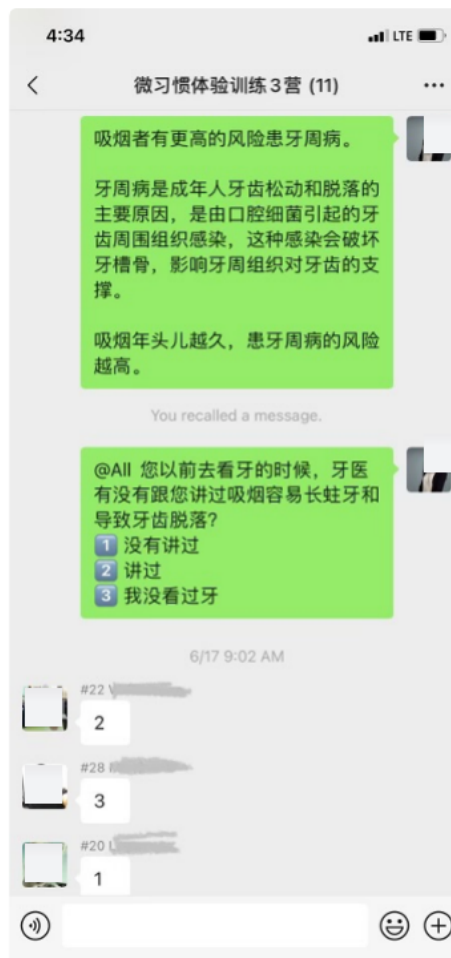 4:34
LTE
微习惯体验训练3营 (11)
吸烟者有更高的风险患牙周病。
牙周病是成年人牙齿松动和脱落的
主要原因，是由口腔细菌引起的牙
齿周围组织感染，这种感染会破坏
牙槽骨，影响牙周组织对牙齿的支
撑。
吸烟年头儿越久，患牙周病的风险
越高。
You recalled a message.
@All 您以前去看牙的时候，牙医
有没有跟您讲过吸烟容易长蛀牙和
导致牙齿脱落?
1 没有讲过
2 讲过
3 我没看过牙
6/17 9:02 AM
#22
2
#28
3
#20
1